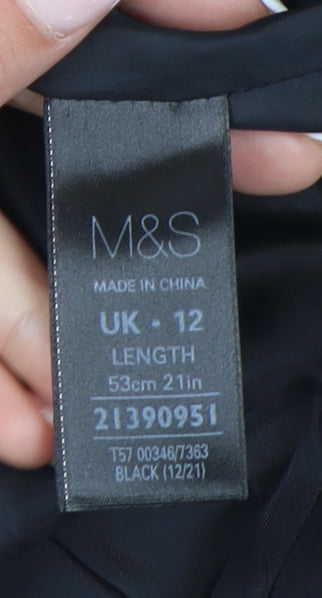 M&S
MADE IN CHINA
UK · 12
LENGTH
53cm 21in
21390951
T57 00346/7363
BLACK (12/21)